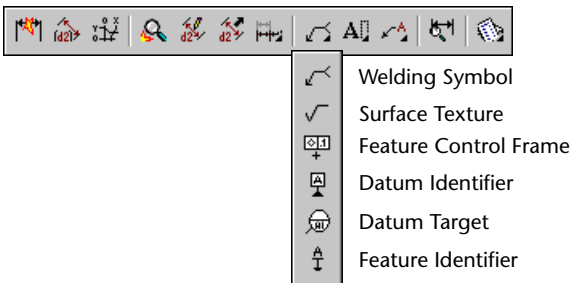 Welding Symbol
Surface Texture
Feature Control Frame
Datum Identifier
Datum Target
Feature Identifier